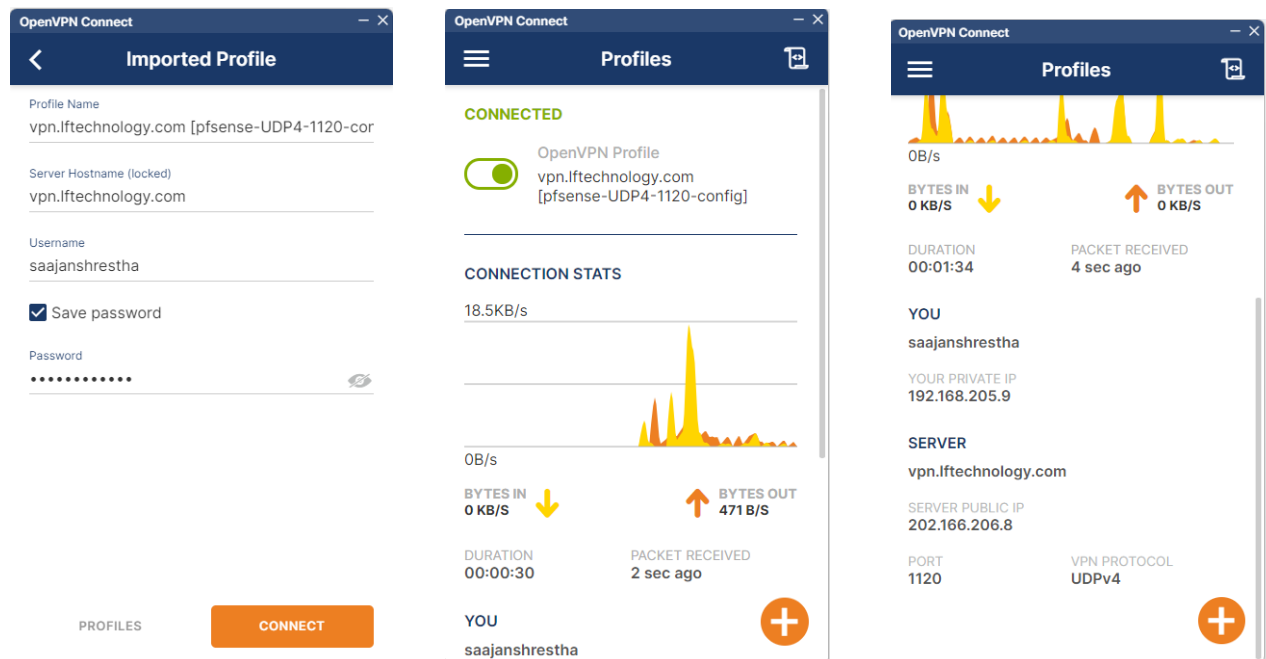 OpenVPN Connect
Imported Profile
Profile Name
vpn.lftechnology.com [pfsense-UDP4-1120-cor
Server Hostname (locked)
vpn.lftechnology.com
Username
saajanshrestha
Save password
Password
••••••••••••
PROFILES
CONNECT
OpenVPN Connect
Profiles
CONNECTED
OpenVPN Profile
vpn.lftechnology.com
[pfsense-UDP4-1120-config]
CONNECTION STATS
18.5KB/s
0B/s
BYTES IN
0 KB/S
BYTES OUT
471 B/S
DURATION
00:00:30
PACKET RECEIVED
2 sec ago
YOU
saajanshrestha
OpenVPN Connect
Profiles
0B/s
BYTES IN
0 KB/S
BYTES OUT
0 KB/S
DURATION
00:01:34
PACKET RECEIVED
4 sec ago
YOU
saajanshrestha
YOUR PRIVATE IP
192.168.205.9
SERVER
vpn.lftechnology.com
SERVER PUBLIC IP
202.166.206.8
PORT
1120
VPN PROTOCOL
UDPv4